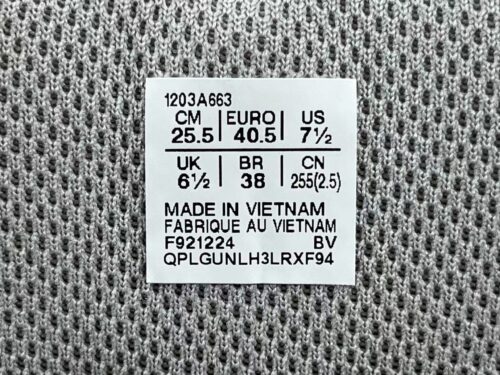 1203A663
CM EURO US
25.5 40.5 7½
UK BR CN
6½ 38 255(2.5)
MADE IN VIETNAM
FABRIQUE AU VIETNAM
F921224 BV
QPLGUNLH3LRXF94